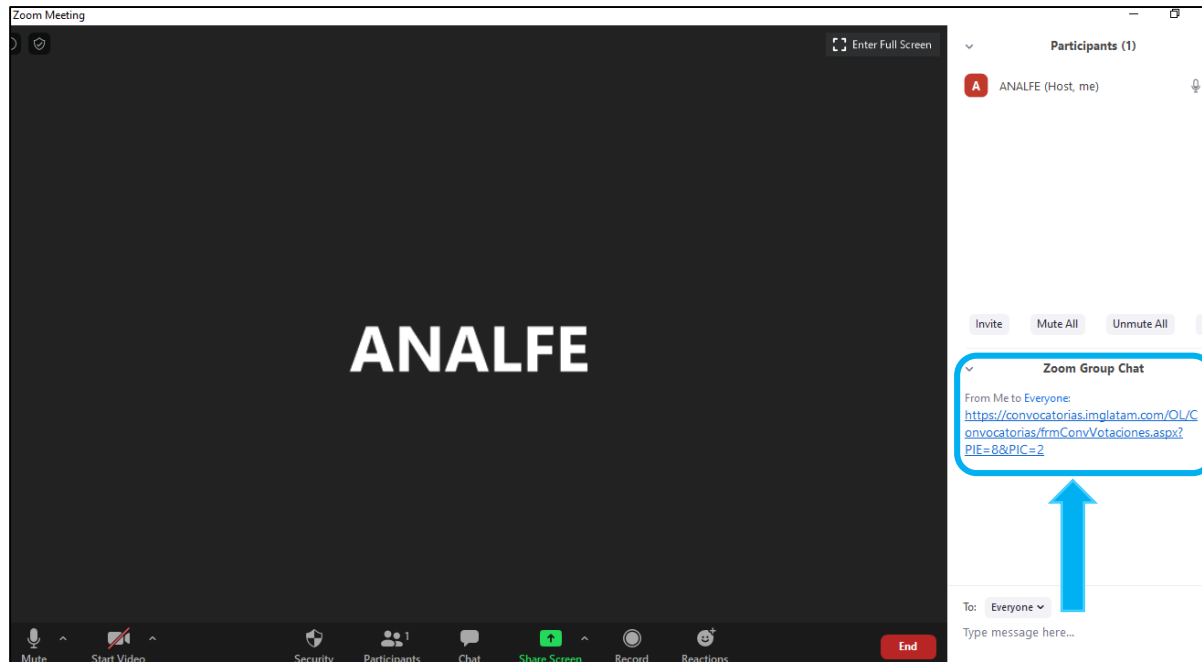 Zoom Meeting
Enter Full Screen
Participants (1)
A
ANALFE (Host, me)
ANALFE
Invite Mute All Unmute All
Zoom Group Chat
From Me to Everyone:
https://convocatorias.imglatam.com/OL/C
onvocatorias/frmConvVotaciones.aspx?
PIE=8&PIC=2
To: Everyone
Type message here...
1
Mute Start Video Security Participants Chat Share Screen Record Reactions End